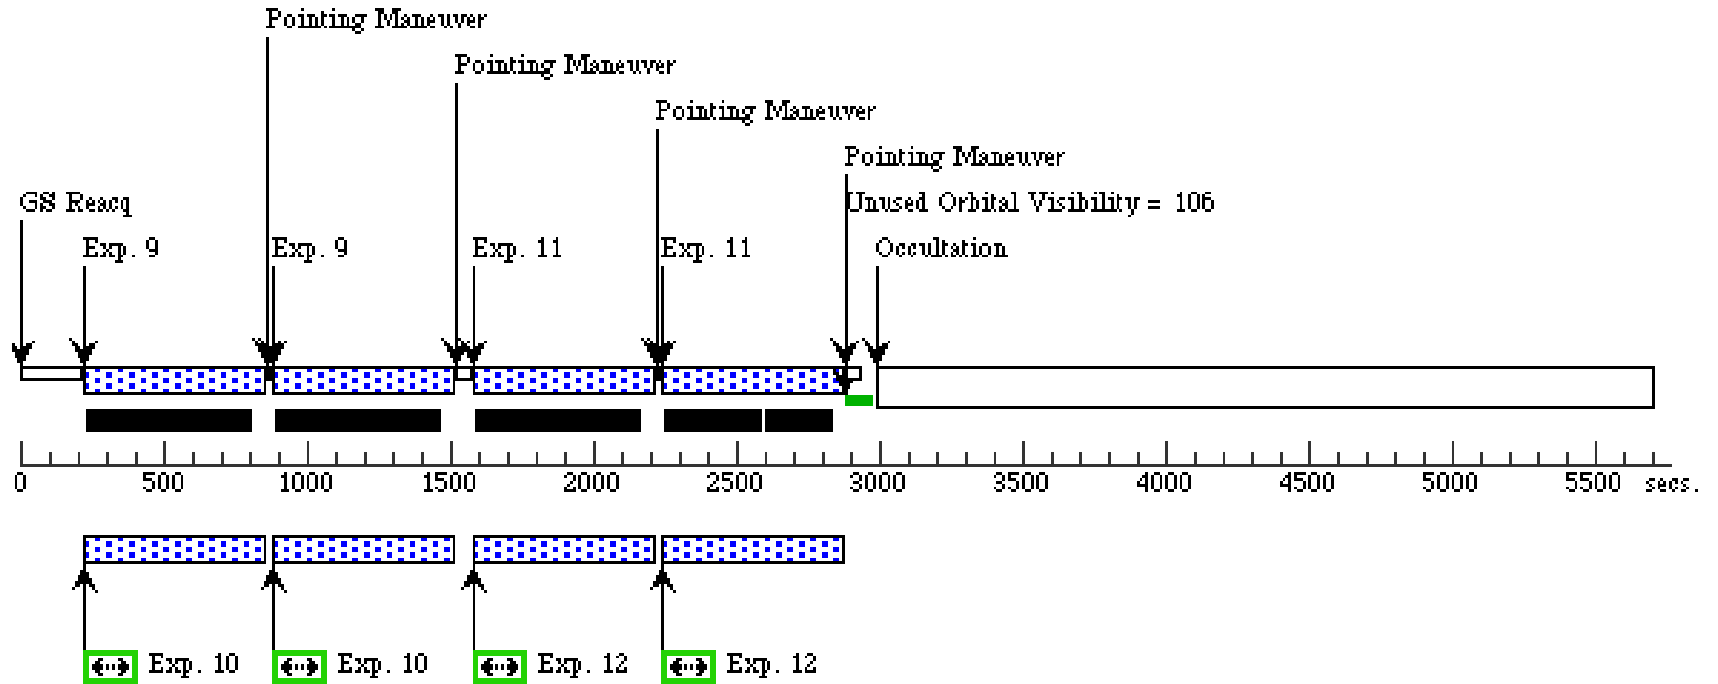 Pointing Maneuver
Pointing Maneuver
Pointing Maneuver
Pointing Maneuver
GS Reacq
Unused Orbital Visibility = 106
Exp. 9
Exp. 9
Exp. 11
Exp. 11
Occultation
0 500 1000 1500 2000 2500 3000 3500 4000 4500 5000 5500 secs.
Exp. 10
Exp. 10
Exp. 12
Exp. 12